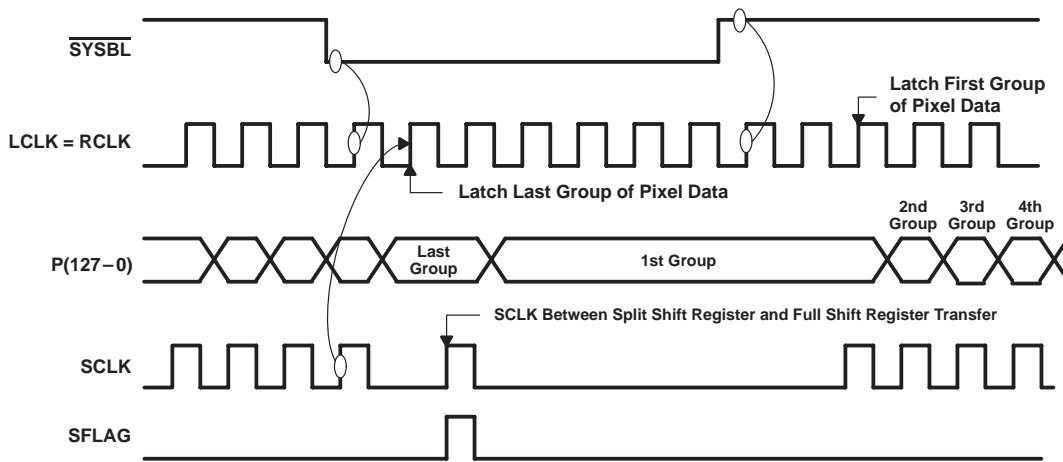 SYSBL
Latch First Group
of Pixel Data
LCLK = RCLK
Latch Last Group of Pixel Data
2nd
Group
3rd
Group
4th
Group
P(127−0)
Last
Group
1st Group
SCLK Between Split Shift Register and Full Shift Register Transfer
SCLK
SFLAG